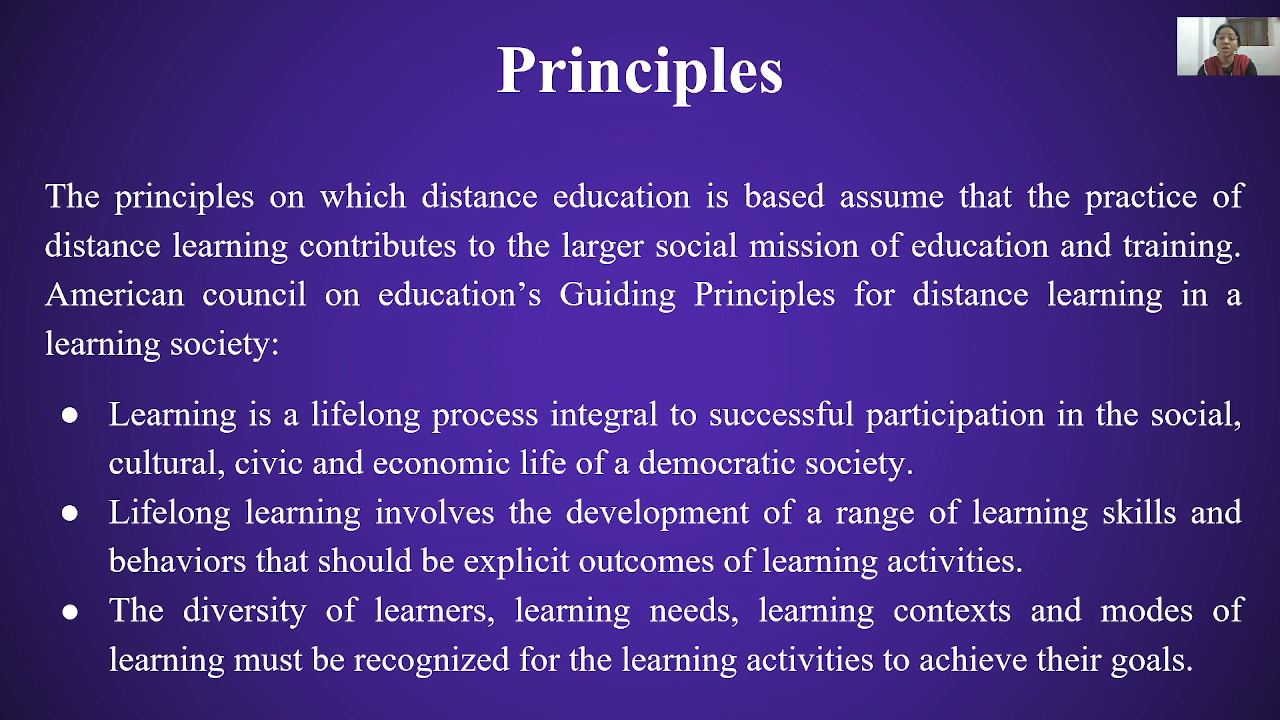 Principles
The principles on which distance education is based assume that the practice of
distance learning contributes to the larger social mission of education and training.
American council on education’s Guiding Principles for distance learning in a
learning society:
● Learning is a lifelong process integral to successful participation in the social,
cultural, civic and economic life of a democratic society.
● Lifelong learning involves the development of a range of learning skills and
behaviors that should be explicit outcomes of learning activities.
● The diversity of learners, learning needs, learning contexts and modes of
learning must be recognized for the learning activities to achieve their goals.